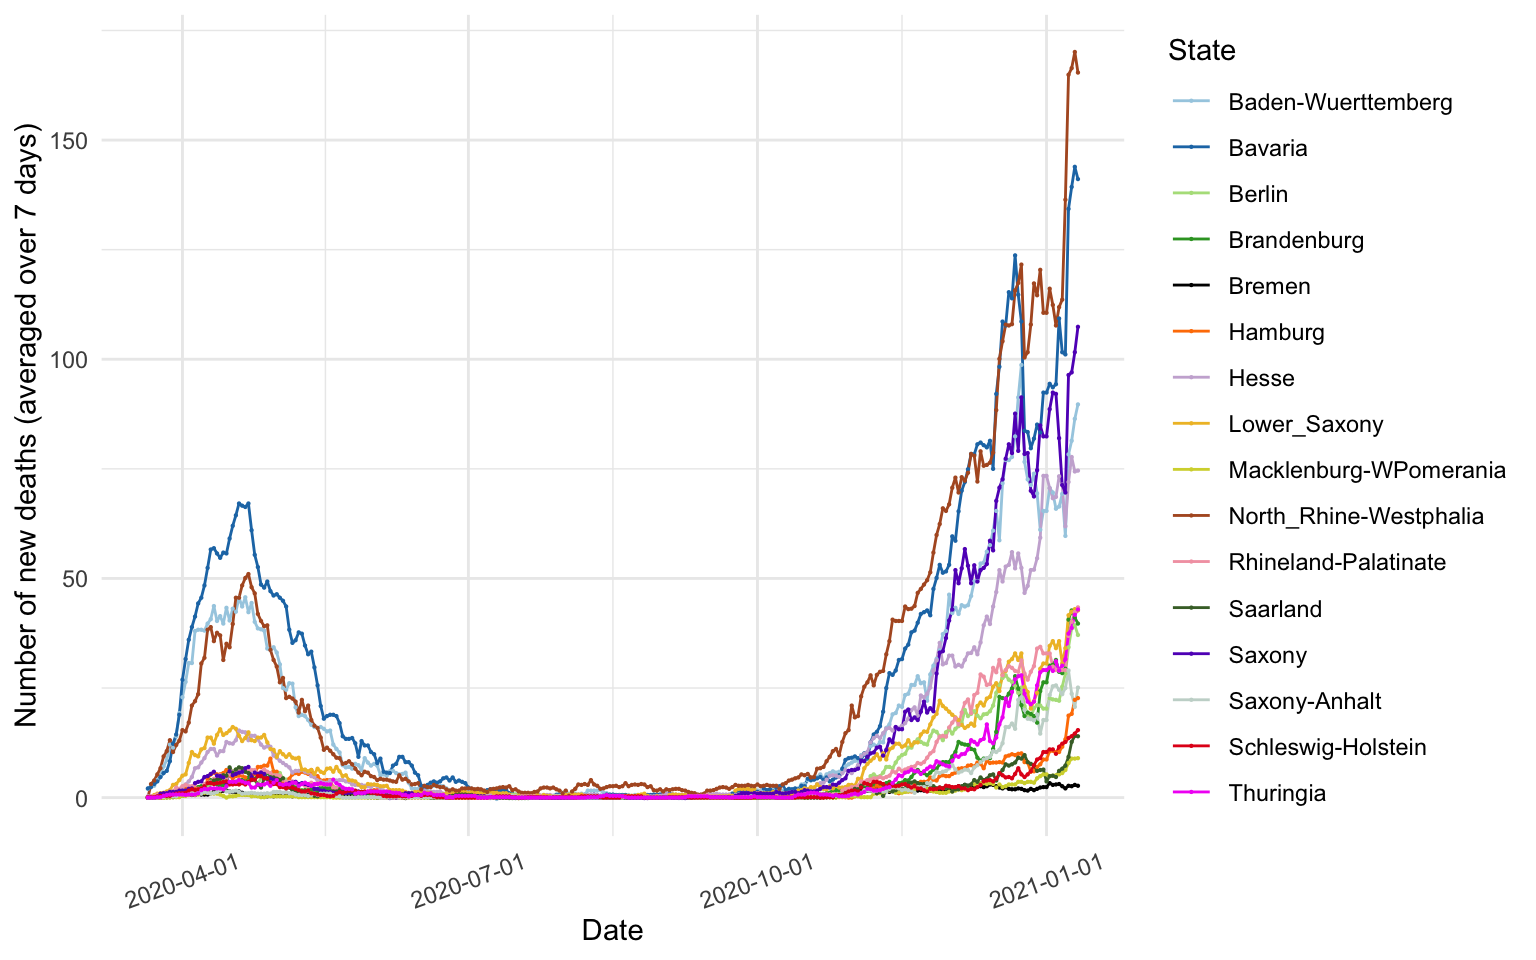 Number of new deaths (averaged over 7 days)
150
100
50
0
2020-04-01
2020-07-01
2020-10-01
2021-01-01
Date
State
Baden-Wuerttemberg
Bavaria
Berlin
Brandenburg
Bremen
Hamburg
Hesse
Lower_Saxony
Macklenburg-WPomerania
North_Rhine-Westphalia
Rhineland-Palatinate
Saarland
Saxony
Saxony-Anhalt
Schleswig-Holstein
Thuringia